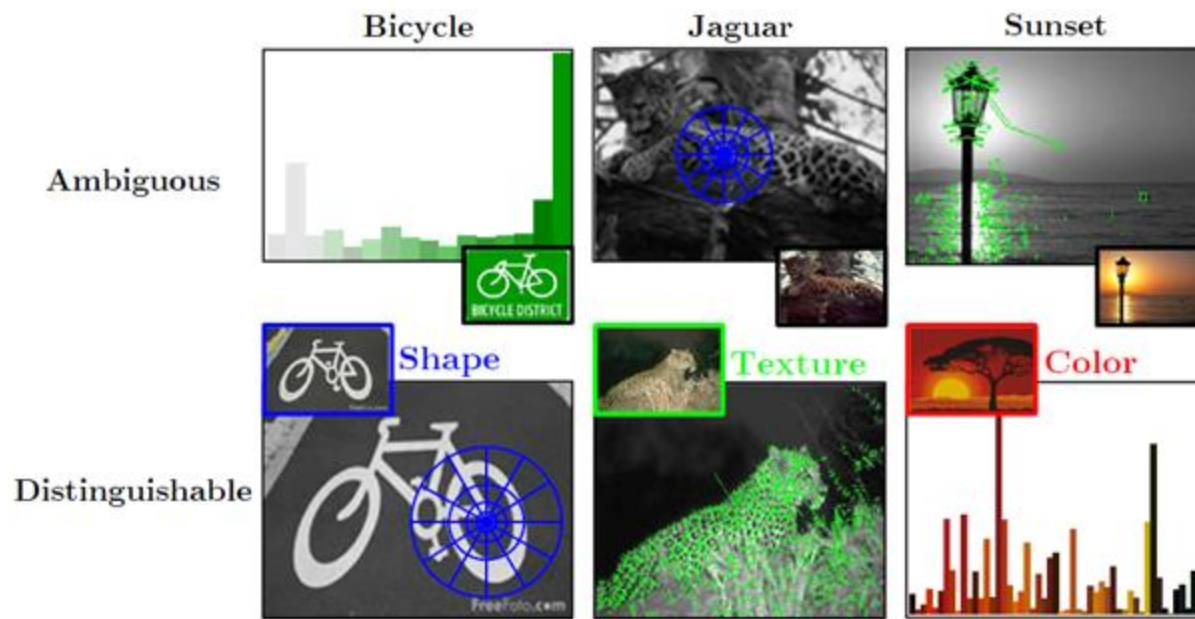 Bicycle
Jaguar
Sunset
Ambiguous
BICYCLE DISTRICT
Shape
Texture
Color
Distinguishable
FreeFoto.com